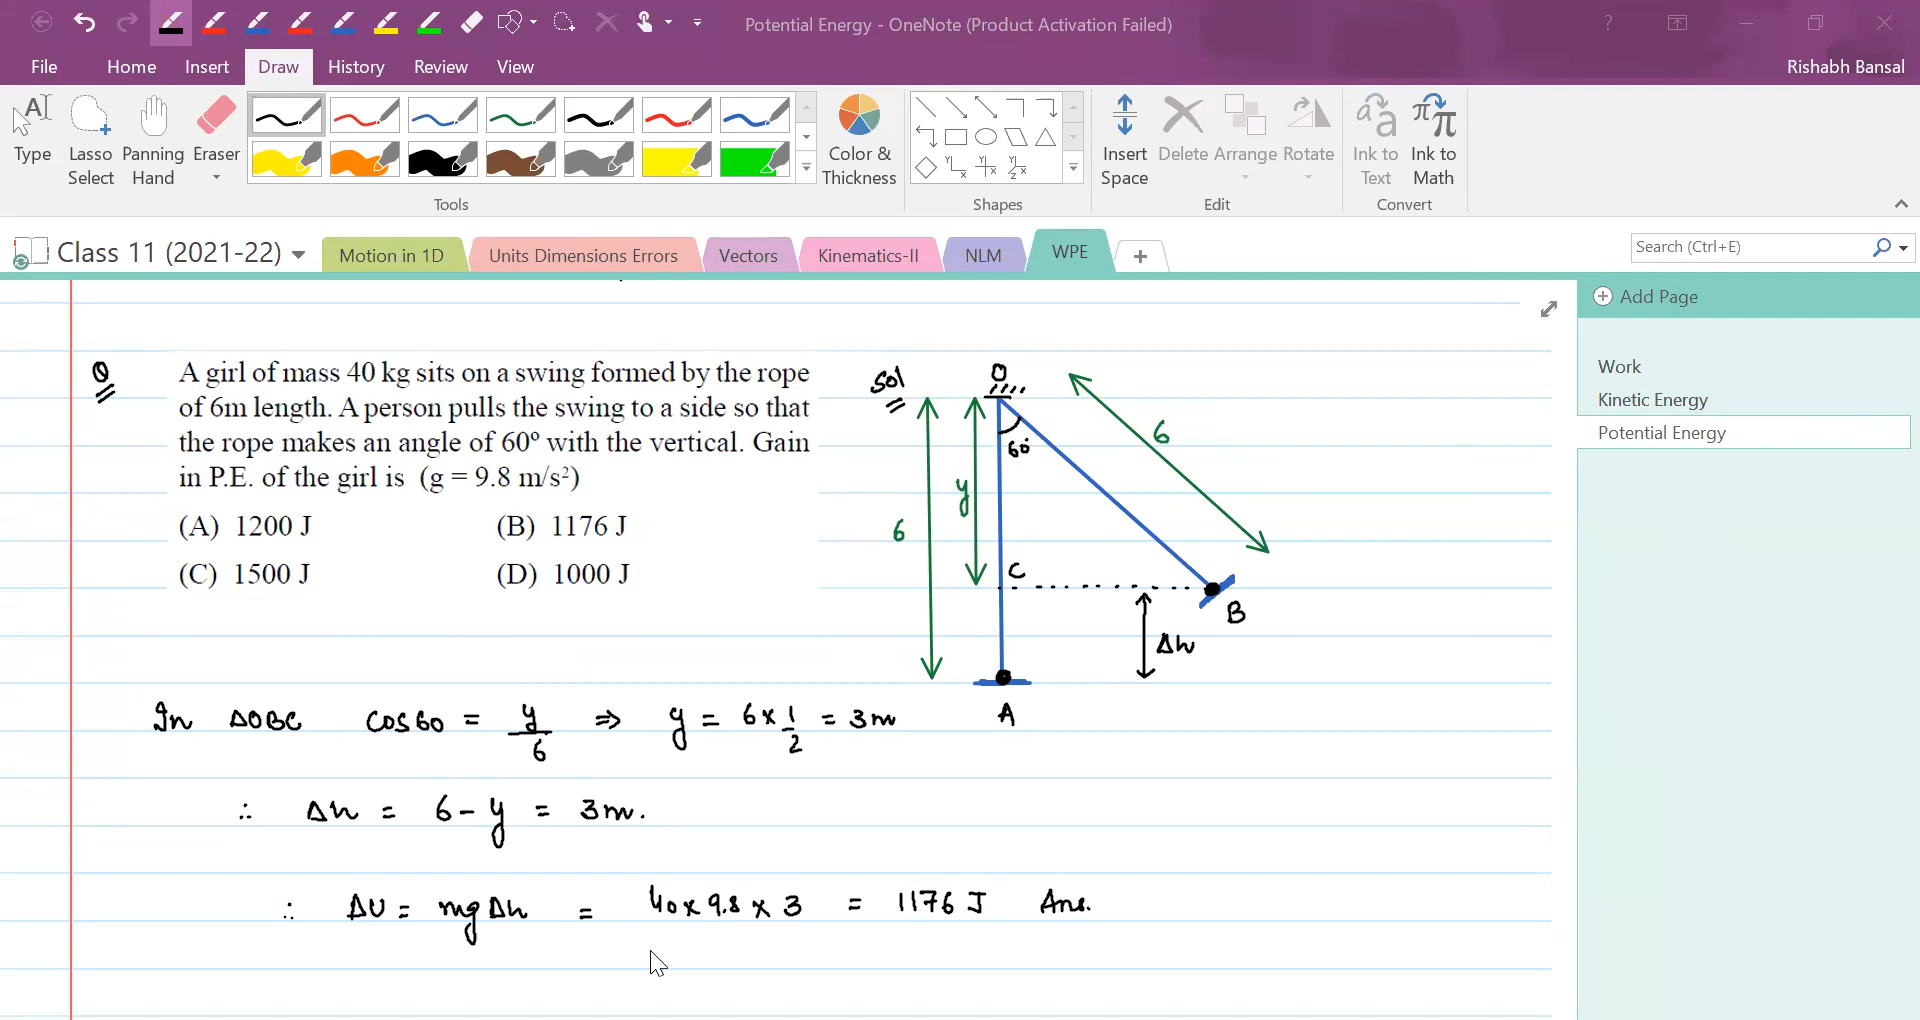 Potential Energy - OneNote (Product Activation Failed)
?
File Home Insert Draw History Review View
Rishabh Bansal
Type
Lasso Select
Panning Hand
Eraser
Color & Thickness
Insert Space
Delete
Arrange
Rotate
Ink to Text
Ink to Math
Tools
Shapes
Edit
Convert
Class 11 (2021-22)
Motion in 1D
Units Dimensions Errors
Vectors
Kinematics-II
NLM
WPE
+
Search (Ctrl+E)
Add Page
Work
Kinetic Energy
Potential Energy
Q
A girl of mass 40 kg sits on a swing formed by the rope
of 6m length. A person pulls the swing to a side so that
the rope makes an angle of 60º with the vertical. Gain
in P.E. of the girl is (g = 9.8 m/s²)
(A) 1200 J (B) 1176 J
(C) 1500 J (D) 1000 J
Sol
O
60°
6
y
6
C
B
Δh
A
In ΔOBC cos60 = y/6 ⇒ y = 6 × 1/2 = 3m
∴ Δh = 6 - y = 3m.
∴ ΔU = mgΔh = 40 × 9.8 × 3 = 1176 J Ans.